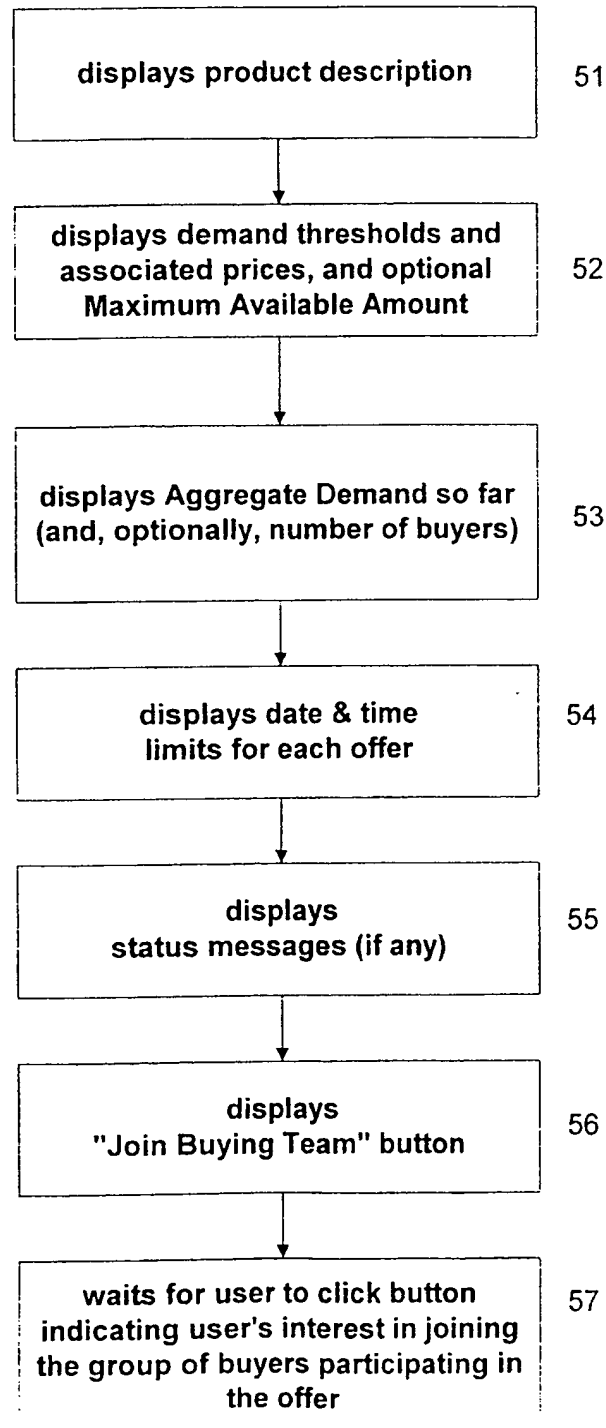 displays product description
51
displays demand thresholds and
associated prices, and optional
Maximum Available Amount
52
displays Aggregate Demand so far
(and, optionally, number of buyers)
53
displays date & time
limits for each offer
54
displays
status messages (if any)
55
displays
"Join Buying Team" button
56
waits for user to click button
indicating user's interest in joining
the group of buyers participating in
the offer
57